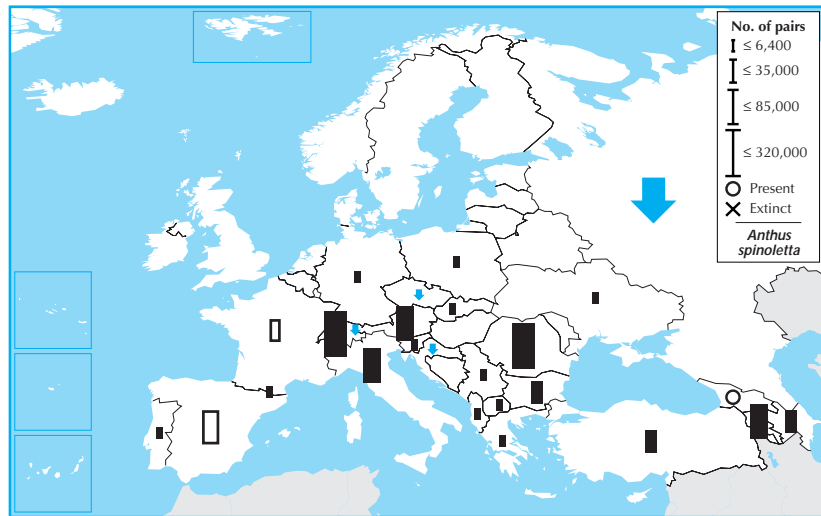 No. of pairs
≤ 6,400
≤ 35,000
≤ 85,000
≤ 320,000
Present
Extinct
Anthus
spinoletta